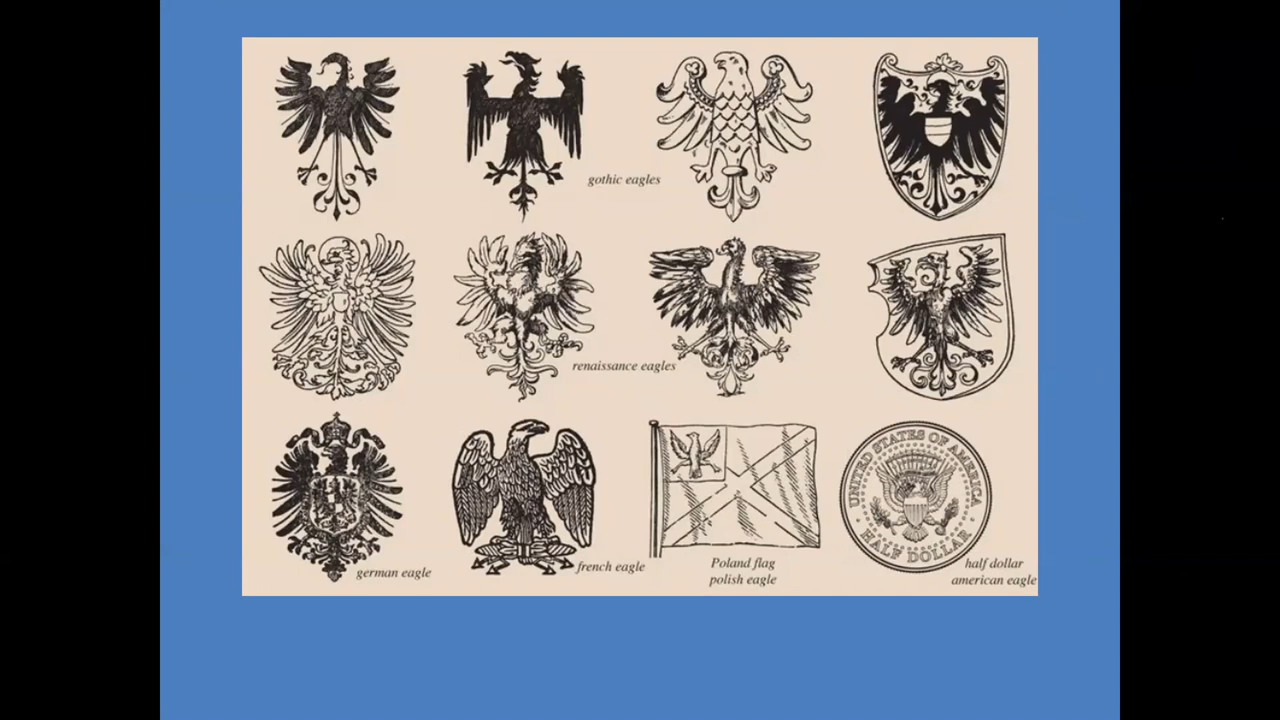 gothic eagles
renaissance eagles
german eagle
french eagle
Poland flag
polish eagle
UNITED STATES OF AMERICA
HALF DOLLAR
half dollar
american eagle